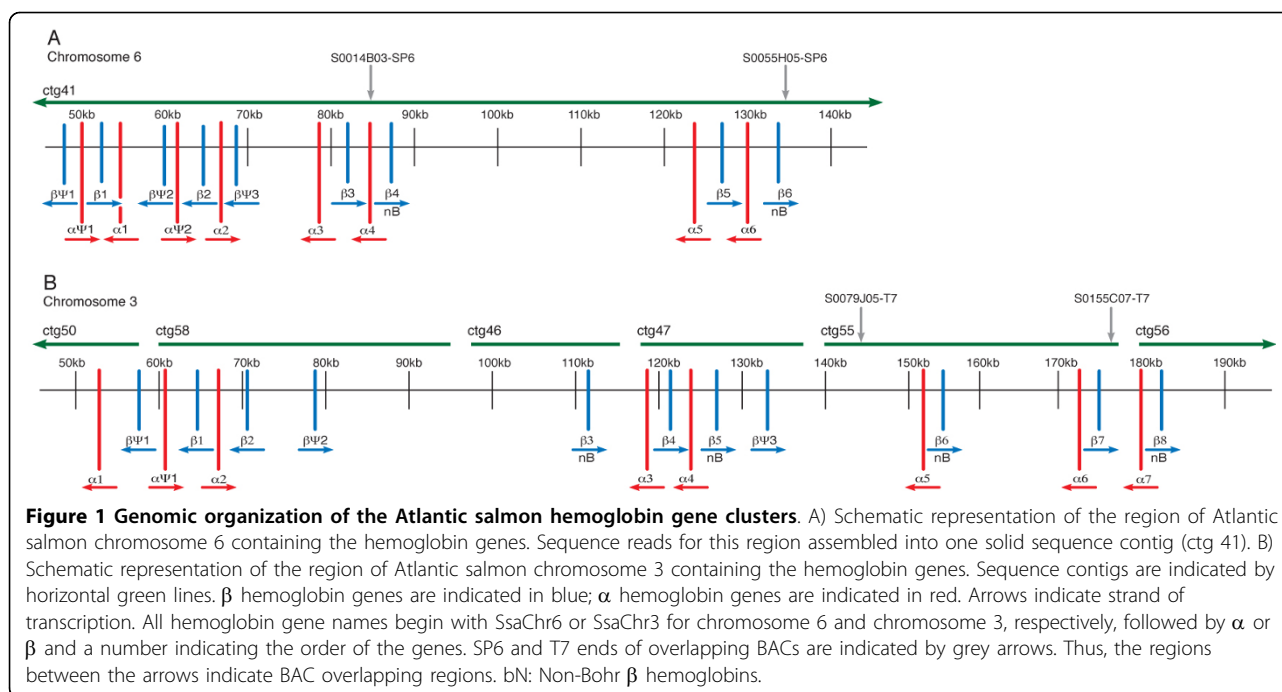 A
Chromosome 6
S0014B03-SP6 S0055H05-SP6
ctg41
50kb 60kb 70kb 80kb 90kb 100kb 110kb 120kb 130kb 140kb
βΨ1 β1 βΨ2 β2 βΨ3 β3 β4 β5 β6
nB nB
αΨ1 α1 αΨ2 α2 α3 α4 α5 α6
B
Chromosome 3
S0079J05-T7 S0155C07-T7
ctg50 ctg58 ctg46 ctg47 ctg55 ctg56
50kb 60kb 70kb 80kb 90kb 100kb 110kb 120kb 130kb 140kb 150kb 160kb 170kb 180kb 190kb
βΨ1 β1 β2 βΨ2 β3 β4 β5 βΨ3 β6 β7 β8
nB nB nB nB
α1 αΨ1 α2 α3 α4 α5 α6 α7
Figure 1 Genomic organization of the Atlantic salmon hemoglobin gene clusters. A) Schematic representation of the region of Atlantic
salmon chromosome 6 containing the hemoglobin genes. Sequence reads for this region assembled into one solid sequence contig (ctg 41). B)
Schematic representation of the region of Atlantic salmon chromosome 3 containing the hemoglobin genes. Sequence contigs are indicated by
horizontal green lines. β hemoglobin genes are indicated in blue; α hemoglobin genes are indicated in red. Arrows indicate strand of
transcription. All hemoglobin gene names begin with SsaChr6 or SsaChr3 for chromosome 6 and chromosome 3, respectively, followed by α or
β and a number indicating the order of the genes. SP6 and T7 ends of overlapping BACs are indicated by grey arrows. Thus, the regions
between the arrows indicate BAC overlapping regions. bN: Non-Bohr β hemoglobins.